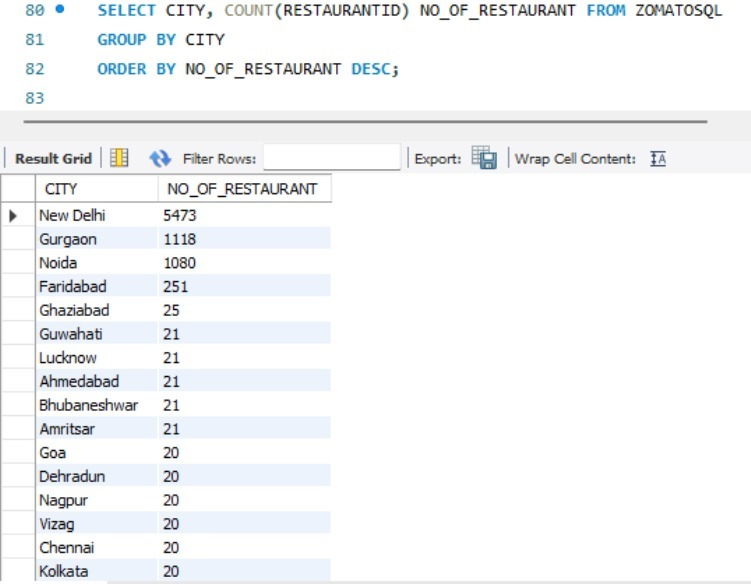 80 SELECT CITY, COUNT(RESTAURANTID) NO_OF_RESTAURANT FROM ZOMATOSQL
81 GROUP BY CITY
82 ORDER BY NO_OF_RESTAURANT DESC;
83
Result Grid Filter Rows: Export: Wrap Cell Content: IA
CITY NO_OF_RESTAURANT
New Delhi 5473
Gurgaon 1118
Noida 1080
Faridabad 251
Ghaziabad 25
Guwahati 21
Lucknow 21
Ahmedabad 21
Bhubaneshwar 21
Amritsar 21
Goa 20
Dehradun 20
Nagpur 20
Vizag 20
Chennai 20
Kolkata 20